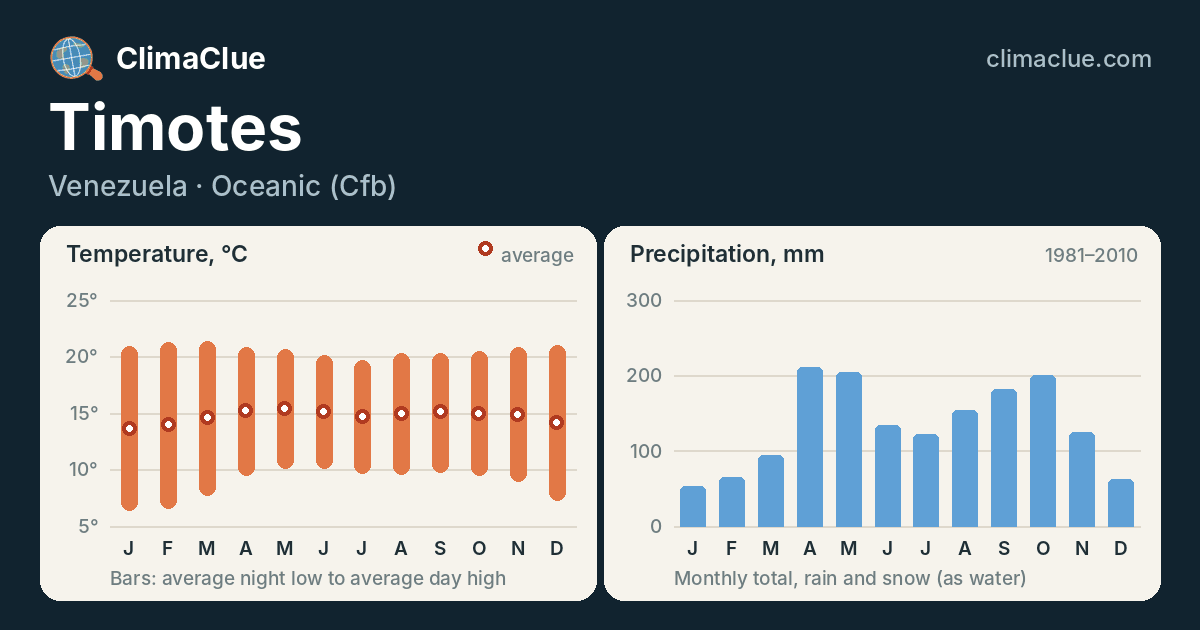 ClimaClue
climaclue.com
Timotes
Venezuela · Oceanic (Cfb)
Temperature, °C
average
25°
20°
15°
10°
5°
J F M A M J J A S O N D
Bars: average night low to average day high
Precipitation, mm
1981–2010
300
200
100
0
J F M A M J J A S O N D
Monthly total, rain and snow (as water)